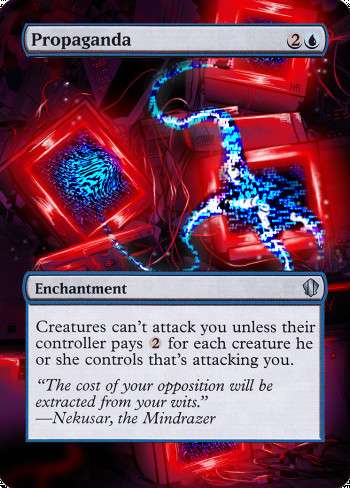 Propaganda 2
Enchantment
Creatures can't attack you unless their
controller pays 2 for each creature he
or she controls that's attacking you.
“The cost of your opposition will be
extracted from your wits.”
—Nekusar, the Mindrazer